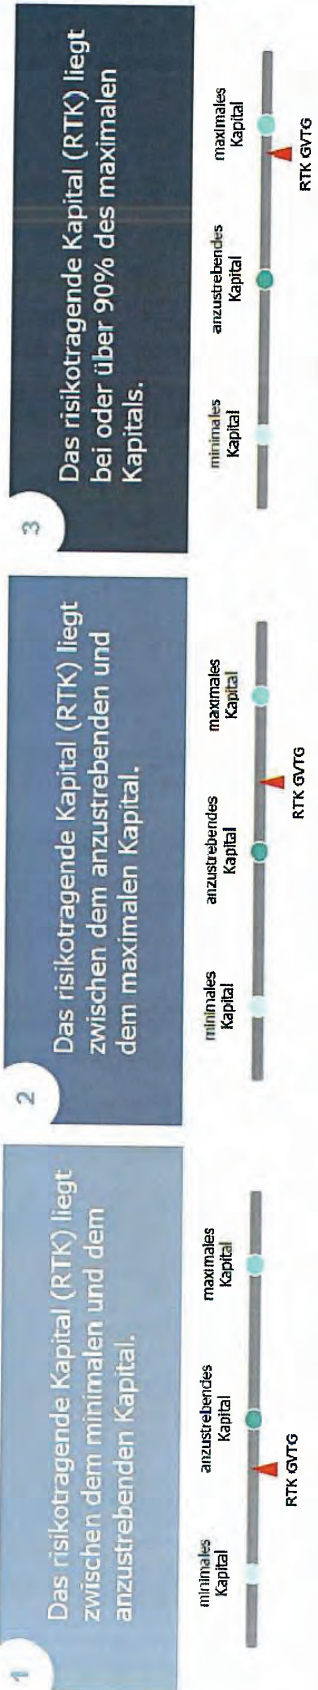 1
Das risikotragende Kapital (RTK) liegt
zwischen dem minimalen und dem
anzustrebenden Kapital.
minimales
Kapital
anzustrebendes
Kapital
maximales
Kapital
RTK GVTG
2
Das risikotragende Kapital (RTK) liegt
zwischen dem anzustrebenden und
dem maximalen Kapital.
minimales
Kapital
anzustrebendes
Kapital
maximales
Kapital
RTK GVTG
3
Das risikotragende Kapital (RTK) liegt
bei oder über 90% des maximalen
Kapitals.
minimales
Kapital
anzustrebendes
Kapital
maximales
Kapital
RTK GVTG